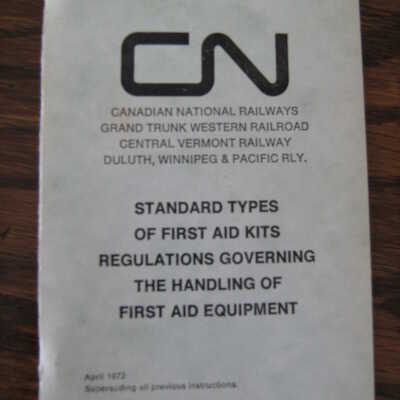 CN
CANADIAN NATIONAL RAILWAYS
GRAND TRUNK WESTERN RAILROAD
CENTRAL VERMONT RAILWAY
DULUTH, WINNIPEG & PACIFIC RLY.
STANDARD TYPES
OF FIRST AID KITS
REGULATIONS GOVERNING
THE HANDLING OF
FIRST AID EQUIPMENT
April 1972
Superseding all previous instructions.